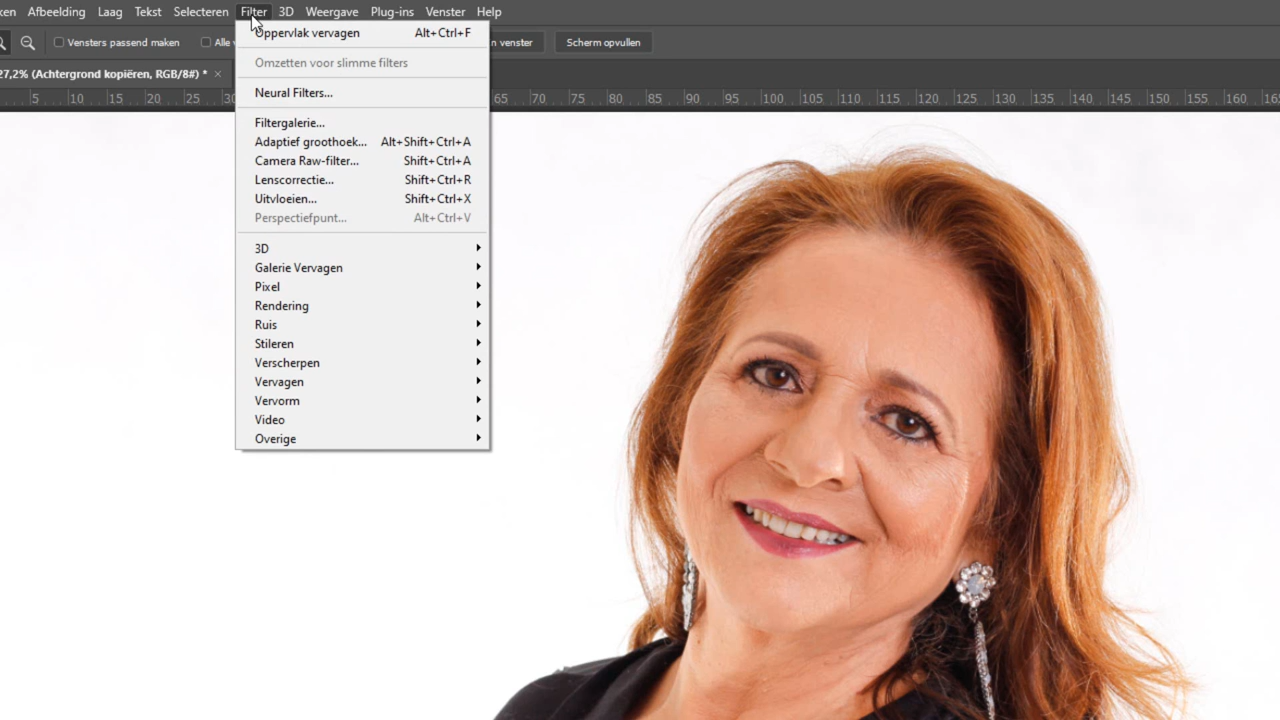 ken Afbeelding Laag Tekst Selecteren Filter 3D Weergave Plug-ins Venster Help
Vensters passend maken Alle venster Scherm opvullen
27,2% (Achtergrond kopiëren, RGB/8#) * ×
5 10 15 20 25 30 65 70 75 80 85 90 95 100 105 110 115 120 125 130 135 140 145 150 155 160 165
Oppervlak vervagen Alt+Ctrl+F
Omzetten voor slimme filters
Neural Filters...
Filtergalerie...
Adaptief groothoek... Alt+Shift+Ctrl+A
Camera Raw-filter... Shift+Ctrl+A
Lenscorrectie... Shift+Ctrl+R
Uitvloeien... Shift+Ctrl+X
Perspectiefpunt... Alt+Ctrl+V
3D
Galerie Vervagen
Pixel
Rendering
Ruis
Stileren
Verscherpen
Vervagen
Vervorm
Video
Overige